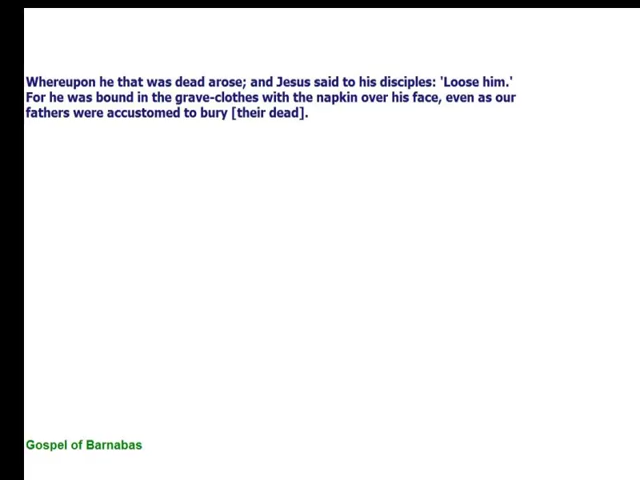 Whereupon he that was dead arose; and Jesus said to his disciples: 'Loose him.'
For he was bound in the grave-clothes with the napkin over his face, even as our
fathers were accustomed to bury [their dead].
Gospel of Barnabas